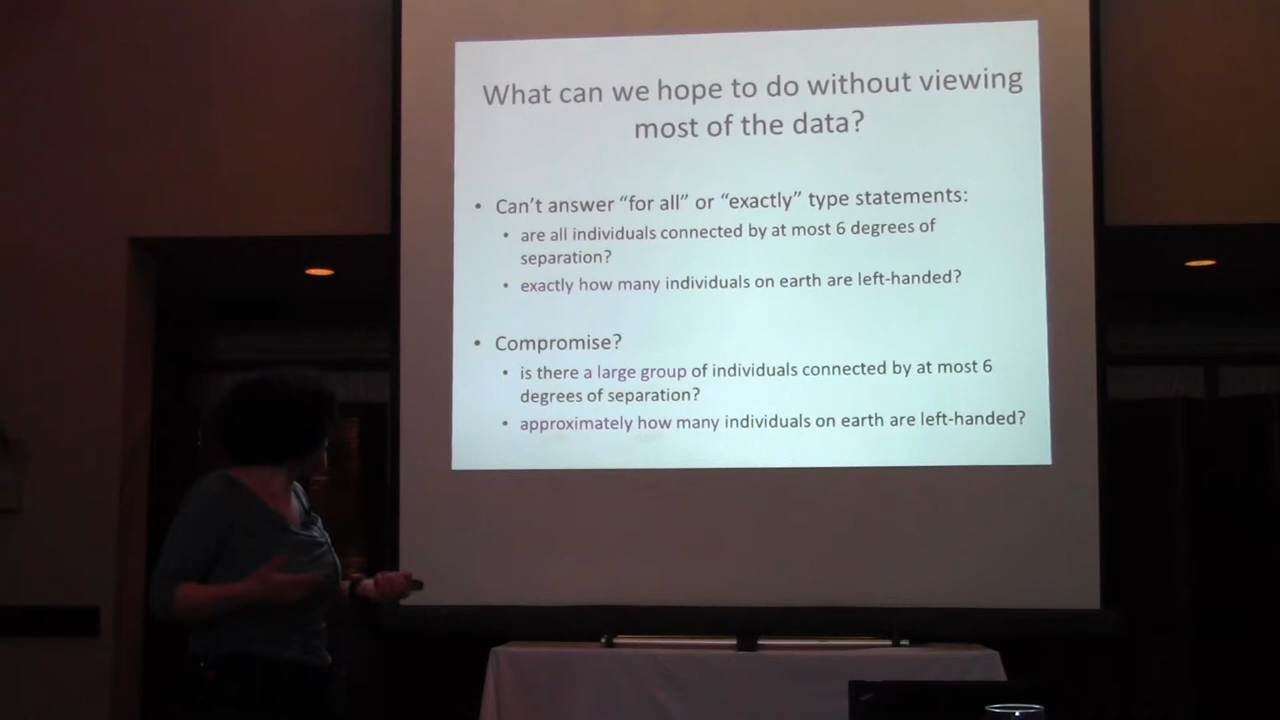 What can we hope to do without viewing
most of the data?
• Can't answer “for all” or “exactly” type statements:
• are all individuals connected by at most 6 degrees of
separation?
• exactly how many individuals on earth are left-handed?
• Compromise?
• is there a large group of individuals connected by at most 6
degrees of separation?
• approximately how many individuals on earth are left-handed?